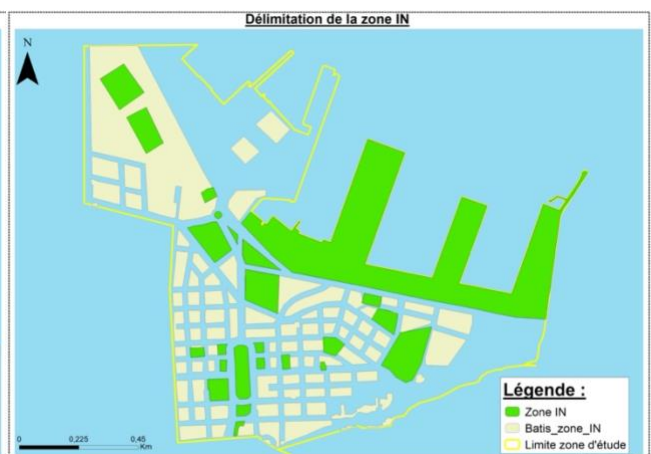 Délimitation de la zone IN
N
Légende :
Zone IN
Batis_zone_IN
Limite zone d'étude
0 0,225 0,45
Km